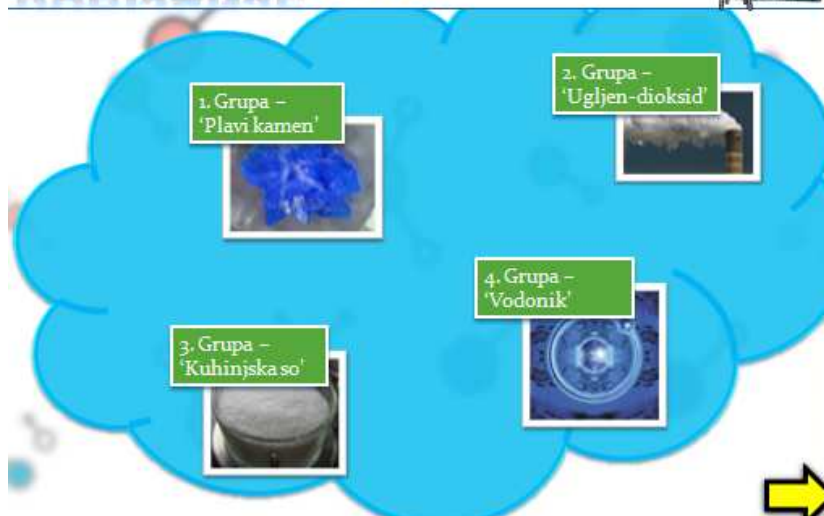 1. Grupa –
‘Plavi kamen’
2. Grupa –
‘Ugljen-dioksid’
3. Grupa –
‘Kuhinjska so’
4. Grupa –
‘Vodonik’